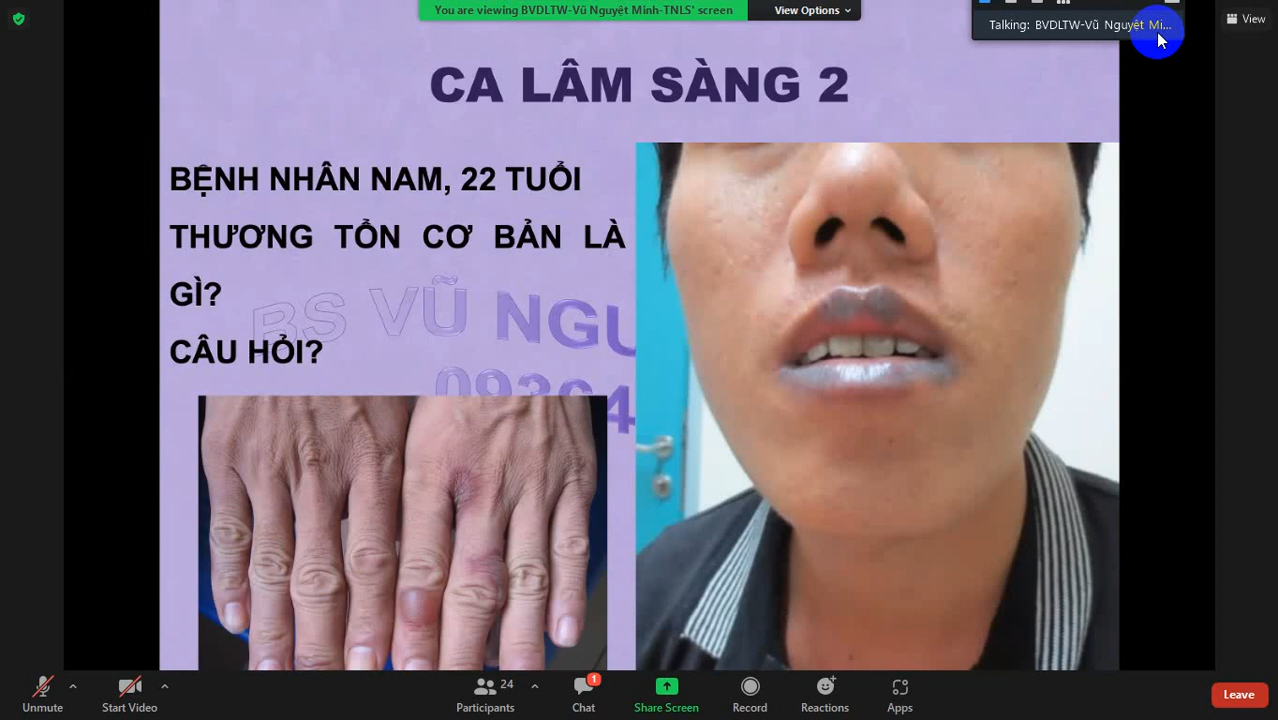 You are viewing BVDLTW-Vũ Nguyệt Minh-TNLS' screen
View Options
Talking: BVDLTW-Vũ Nguyệt Mi...
View
CA LÂM SÀNG 2
BỆNH NHÂN NAM, 22 TUỔI
THƯƠNG TỔN CƠ BẢN LÀ
GÌ?
BS VŨ NGU
CÂU HỎI?
09364
Unmute
Start Video
24
Participants
1
Chat
Share Screen
Record
Reactions
Apps
Leave